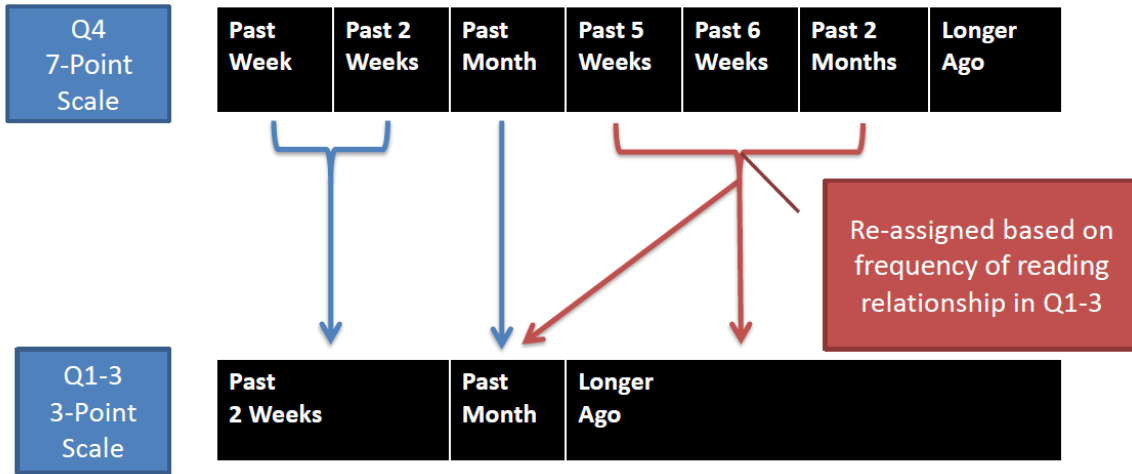 Q4
7-Point
Scale
Past
Week
Past 2
Weeks
Past
Month
Past 5
Weeks
Past 6
Weeks
Past 2
Months
Longer
Ago
Re-assigned based on
frequency of reading
relationship in Q1-3
Q1-3
3-Point
Scale
Past
2 Weeks
Past
Month
Longer
Ago